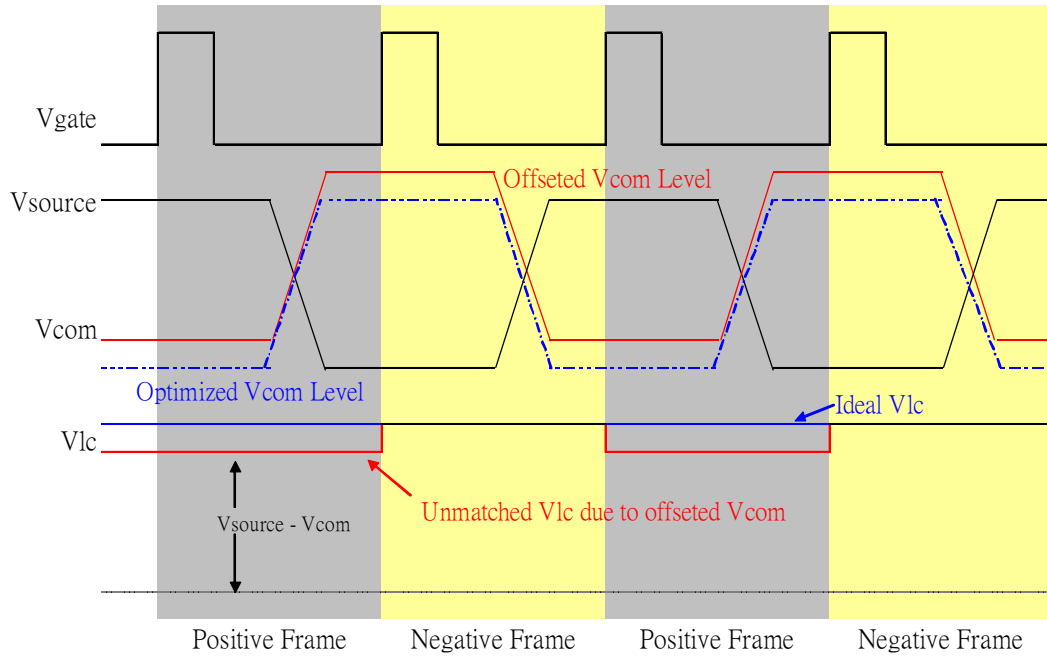 Vgate
Offseted Vcom Level
Vsource
Vcom
Optimized Vcom Level
Ideal Vlc
Vlc
Unmatched Vlc due to offseted Vcom
Vsource - Vcom
Positive Frame
Negative Frame
Positive Frame
Negative Frame